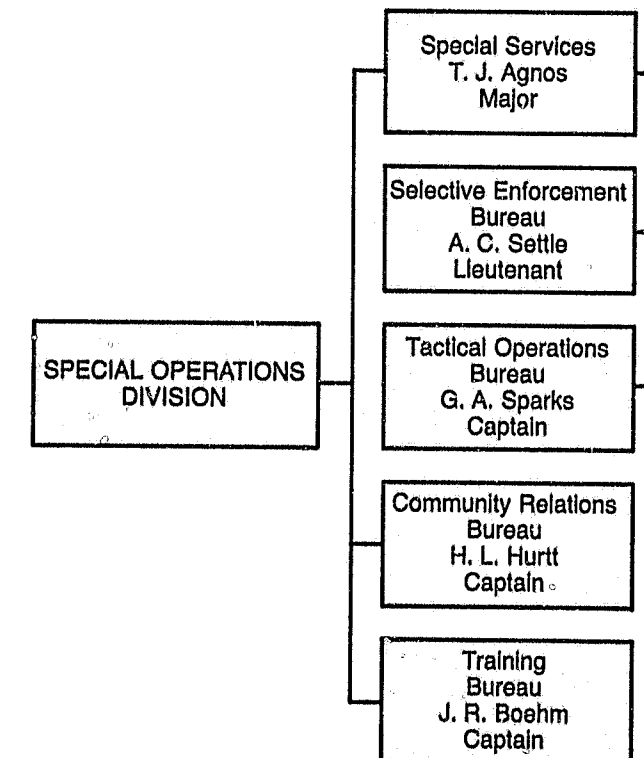 Special Services
T. J. Agnos
Major
Selective Enforcement
Bureau
A. C. Settle
Lieutenant
SPECIAL OPERATIONS
DIVISION
Tactical Operations
Bureau
G. A. Sparks
Captain
Community Relations
Bureau
H. L. Hurtt
Captain
Training
Bureau
J. R. Boehm
Captain